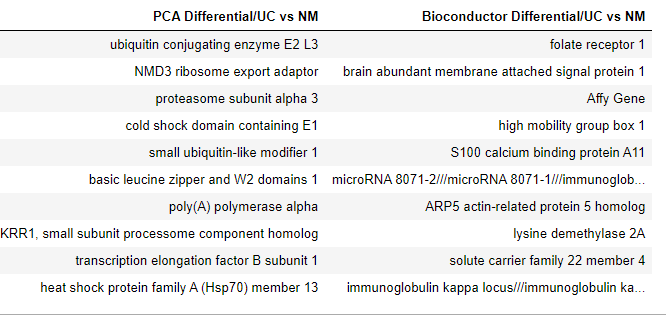 PCA Differential/UC vs NM Bioconductor Differential/UC vs NM
ubiquitin conjugating enzyme E2 L3 folate receptor 1
NMD3 ribosome export adaptor brain abundant membrane attached signal protein 1
proteasome subunit alpha 3 Affy Gene
cold shock domain containing E1 high mobility group box 1
small ubiquitin-like modifier 1 S100 calcium binding protein A11
basic leucine zipper and W2 domains 1 microRNA 8071-2///microRNA 8071-1///immunoglob...
poly(A) polymerase alpha ARP5 actin-related protein 5 homolog
KRR1, small subunit processome component homolog lysine demethylase 2A
transcription elongation factor B subunit 1 solute carrier family 22 member 4
heat shock protein family A (Hsp70) member 13 immunoglobulin kappa locus///immunoglobulin ka...